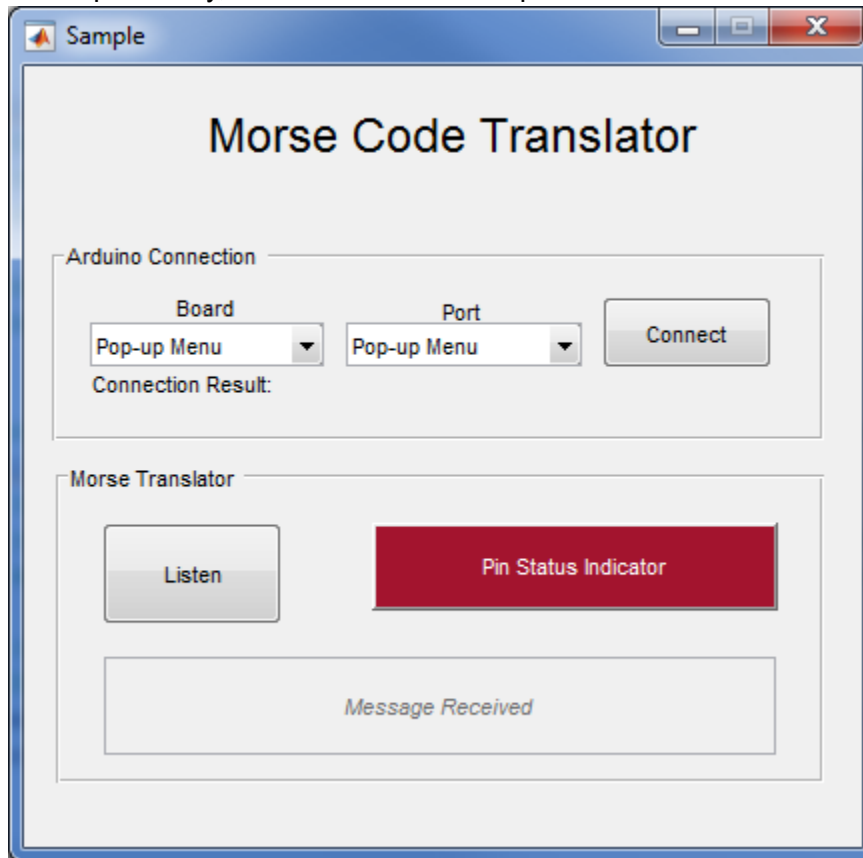 Sample
Morse Code Translator
Arduino Connection
Board Port
Pop-up Menu Pop-up Menu Connect
Connection Result:
Morse Translator
Listen Pin Status Indicator
Message Received